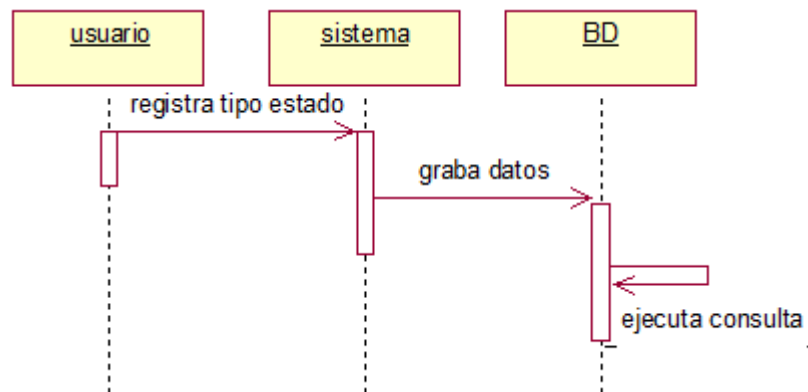 usuario
sistema
BD
registra tipo estado
graba datos
ejecuta consulta